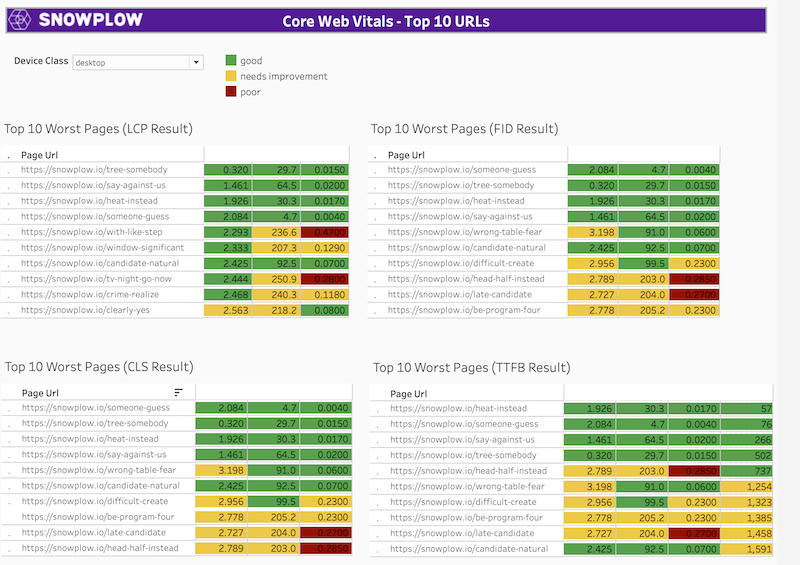 SNOWPLOW
Core Web Vitals - Top 10 URLs
Device Class desktop
good
needs improvement
poor
Top 10 Worst Pages (LCP Result)
. Page Url
. https://snowplow.io/tree-somebody 0.320 29.7 0.0150
. https://snowplow.io/say-against-us 1.461 64.5 0.0200
. https://snowplow.io/heat-instead 1.926 30.3 0.0170
. https://snowplow.io/someone-guess 2.084 4.7 0.0040
. https://snowplow.io/with-like-step 2.293 236.6 0.4700
. https://snowplow.io/window-significant 2.333 207.3 0.1290
. https://snowplow.io/candidate-natural 2.425 92.5 0.0700
. https://snowplow.io/tv-night-go-now 2.444 250.9 0.2800
. https://snowplow.io/crime-realize 2.468 240.3 0.1180
. https://snowplow.io/clearly-yes 2.563 218.2 0.0800
Top 10 Worst Pages (FID Result)
. Page Url
. https://snowplow.io/someone-guess 2.084 4.7 0.0040
. https://snowplow.io/tree-somebody 0.320 29.7 0.0150
. https://snowplow.io/heat-instead 1.926 30.3 0.0170
. https://snowplow.io/say-against-us 1.461 64.5 0.0200
. https://snowplow.io/wrong-table-fear 3.198 91.0 0.0600
. https://snowplow.io/candidate-natural 2.425 92.5 0.0700
. https://snowplow.io/difficult-create 2.956 99.5 0.2300
. https://snowplow.io/head-half-instead 2.789 203.0 0.2850
. https://snowplow.io/late-candidate 2.727 204.0 0.2700
. https://snowplow.io/be-program-four 2.778 205.2 0.2300
Top 10 Worst Pages (CLS Result)
Page Url
. https://snowplow.io/someone-guess 2.084 4.7 0.0040
. https://snowplow.io/tree-somebody 0.320 29.7 0.0150
. https://snowplow.io/heat-instead 1.926 30.3 0.0170
. https://snowplow.io/say-against-us 1.461 64.5 0.0200
. https://snowplow.io/wrong-table-fear 3.198 91.0 0.0600
. https://snowplow.io/candidate-natural 2.425 92.5 0.0700
. https://snowplow.io/difficult-create 2.956 99.5 0.2300
. https://snowplow.io/be-program-four 2.778 205.2 0.2300
. https://snowplow.io/late-candidate 2.727 204.0 0.2700
. https://snowplow.io/head-half-instead 2.789 203.0 0.2850
Top 10 Worst Pages (TTFB Result)
Page Url
. https://snowplow.io/heat-instead 1.926 30.3 0.0170 57
. https://snowplow.io/someone-guess 2.084 4.7 0.0040 76
. https://snowplow.io/say-against-us 1.461 64.5 0.0200 266
. https://snowplow.io/tree-somebody 0.320 29.7 0.0150 502
. https://snowplow.io/head-half-instead 2.789 203.0 0.2850 737
. https://snowplow.io/wrong-table-fear 3.198 91.0 0.0600 1,254
. https://snowplow.io/difficult-create 2.956 99.5 0.2300 1,323
. https://snowplow.io/be-program-four 2.778 205.2 0.2300 1,385
. https://snowplow.io/late-candidate 2.727 204.0 0.2700 1,458
. https://snowplow.io/candidate-natural 2.425 92.5 0.0700 1,591